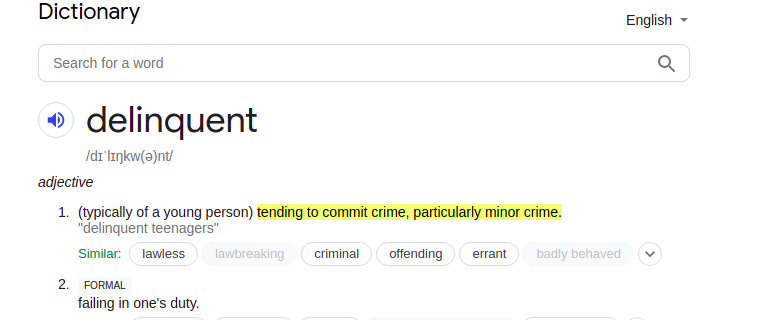 Dictionary
English
Search for a word
delinquent
/dɪˈlɪŋkw(ə)nt/
adjective
1. (typically of a young person) tending to commit crime, particularly minor crime.
"delinquent teenagers"
Similar: lawless lawbreaking criminal offending errant badly behaved
2. FORMAL
failing in one's duty.